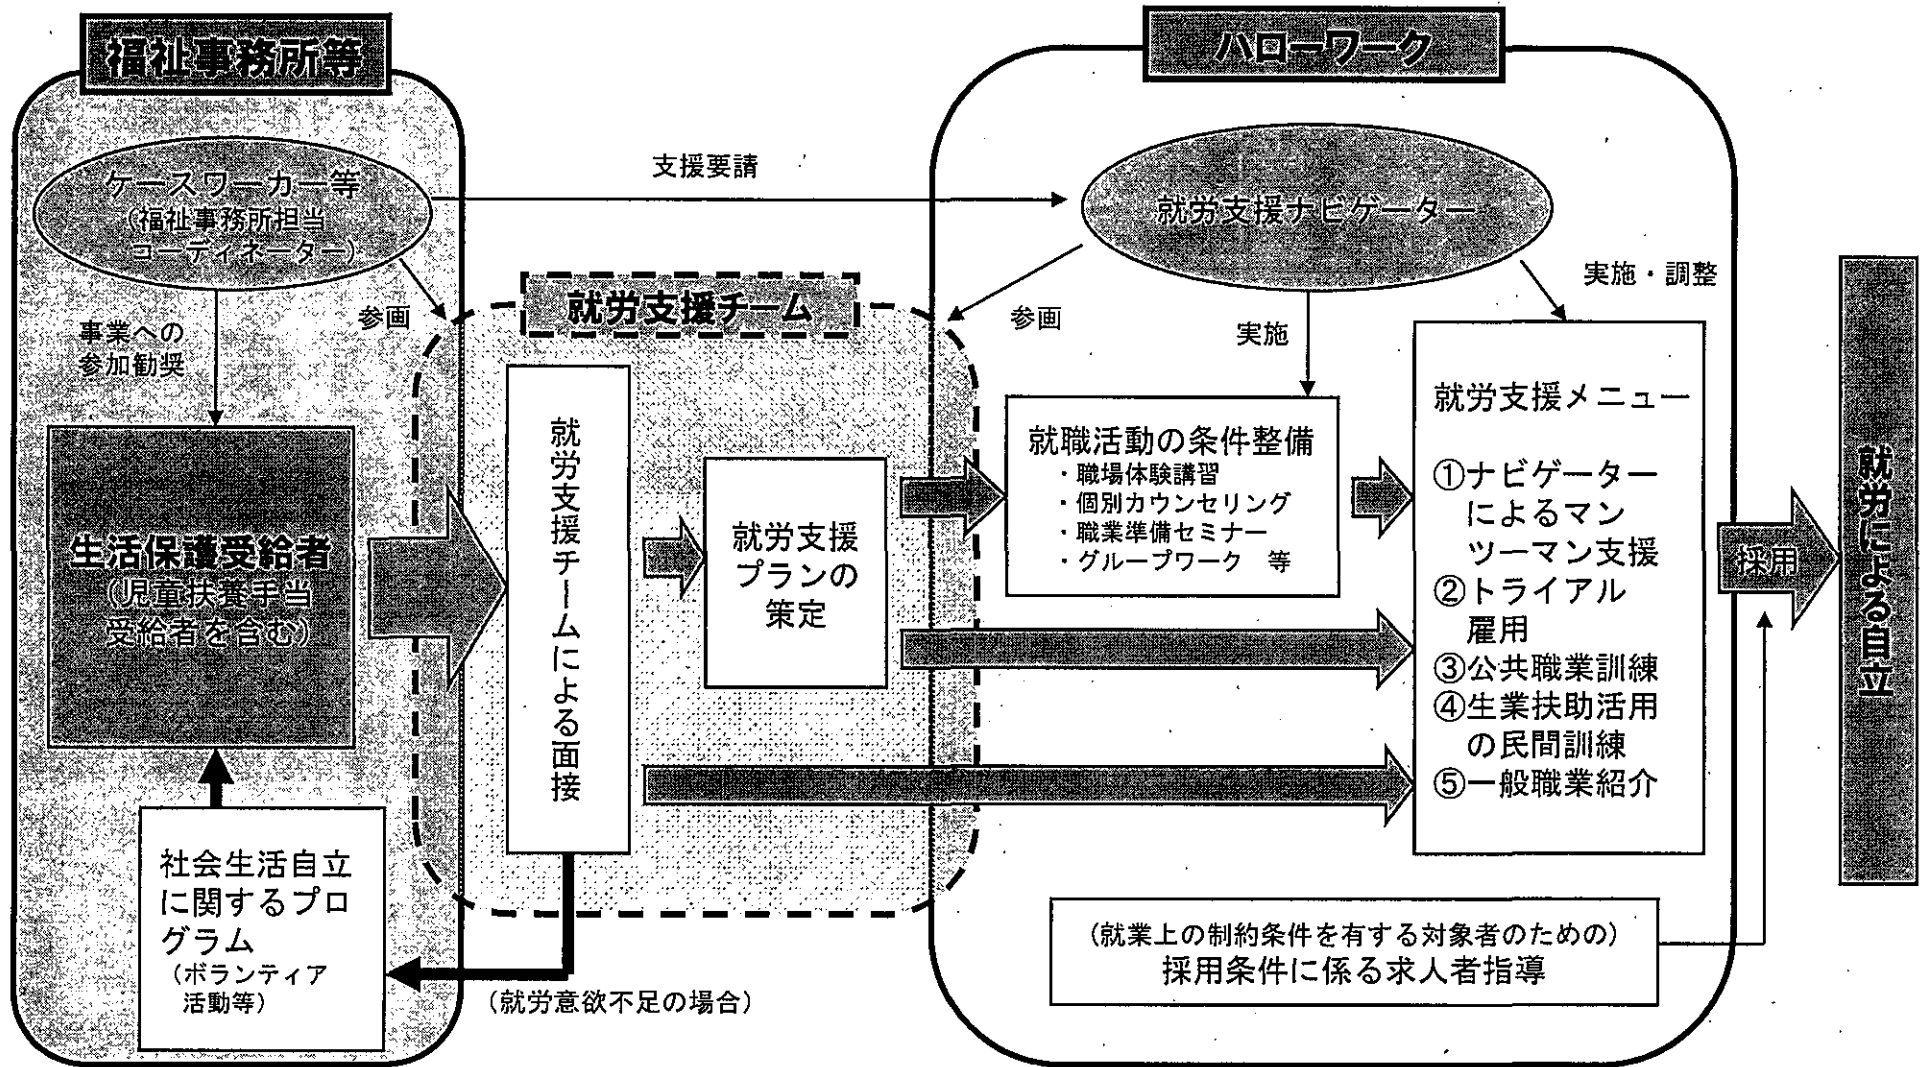 福祉事務所等
ケースワーカー等
(福祉事務所担当
コーディネーター)
事業への
参加勧奨
参画
生活保護受給者
(児童扶養手当
受給者を含む)
社会生活自立
に関するプロ
グラム
(ボランティア
活動等)
支援要請
就労支援チーム
就労支援チームによる面接
就労支援
プランの
策定
(就労意欲不足の場合)
ハローワーク
就労支援ナビゲーター
参画
実施
実施・調整
就職活動の条件整備
・職場体験講習
・個別カウンセリング
・職業準備セミナー
・グループワーク 等
就労支援メニュー
①ナビゲーター
によるマン
ツーマン支援
②トライアル
雇用
③公共職業訓練
④生業扶助活用
の民間訓練
⑤一般職業紹介
(就業上の制約条件を有する対象者のための)
採用条件に係る求人者指導
採用
就労による自立